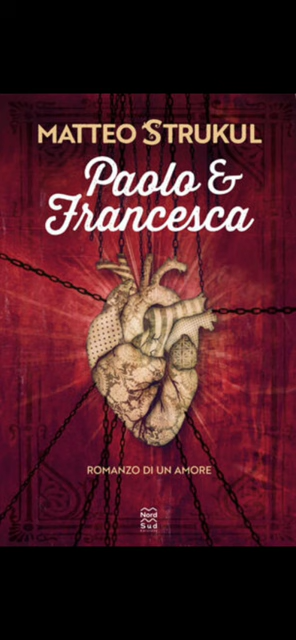 MATTEO STRUKUL
Paolo &
Francesca
ROMANZO DI UN AMORE
Nord
Sud